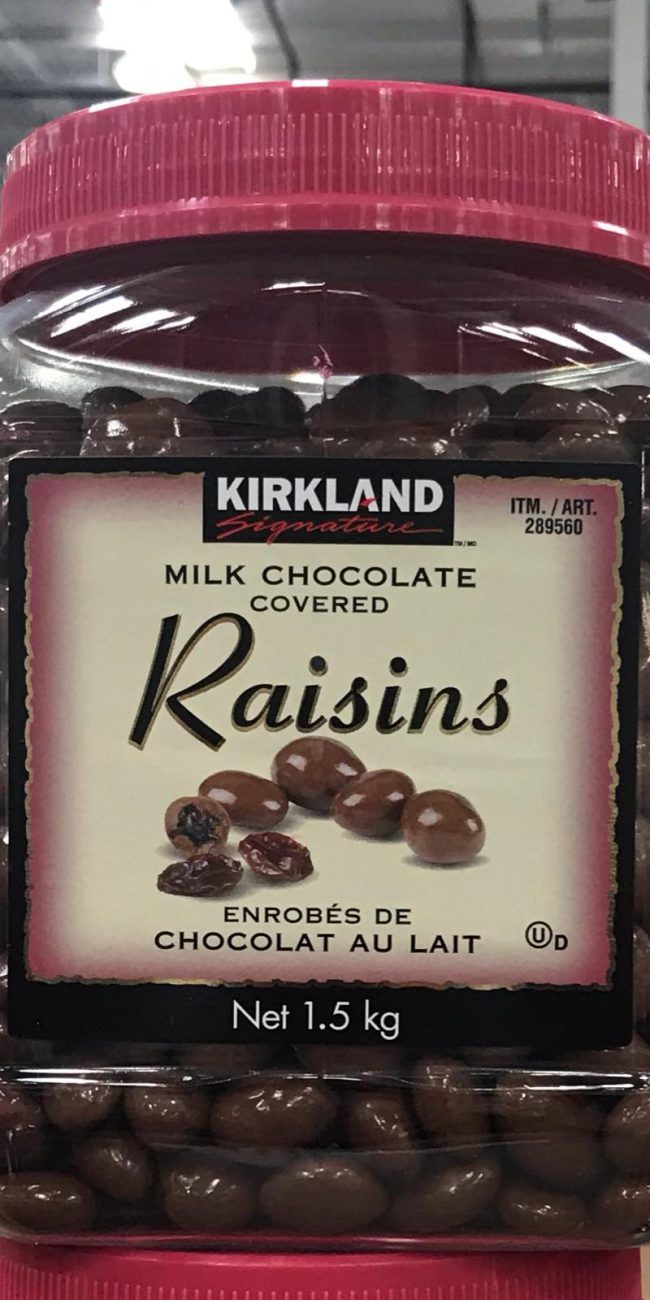 KIRKLAND
Signature
TM/MC
ITM. / ART.
289560
MILK CHOCOLATE
COVERED
Raisins
ENROBÉS DE
CHOCOLAT AU LAIT
U D
Net 1.5 kg